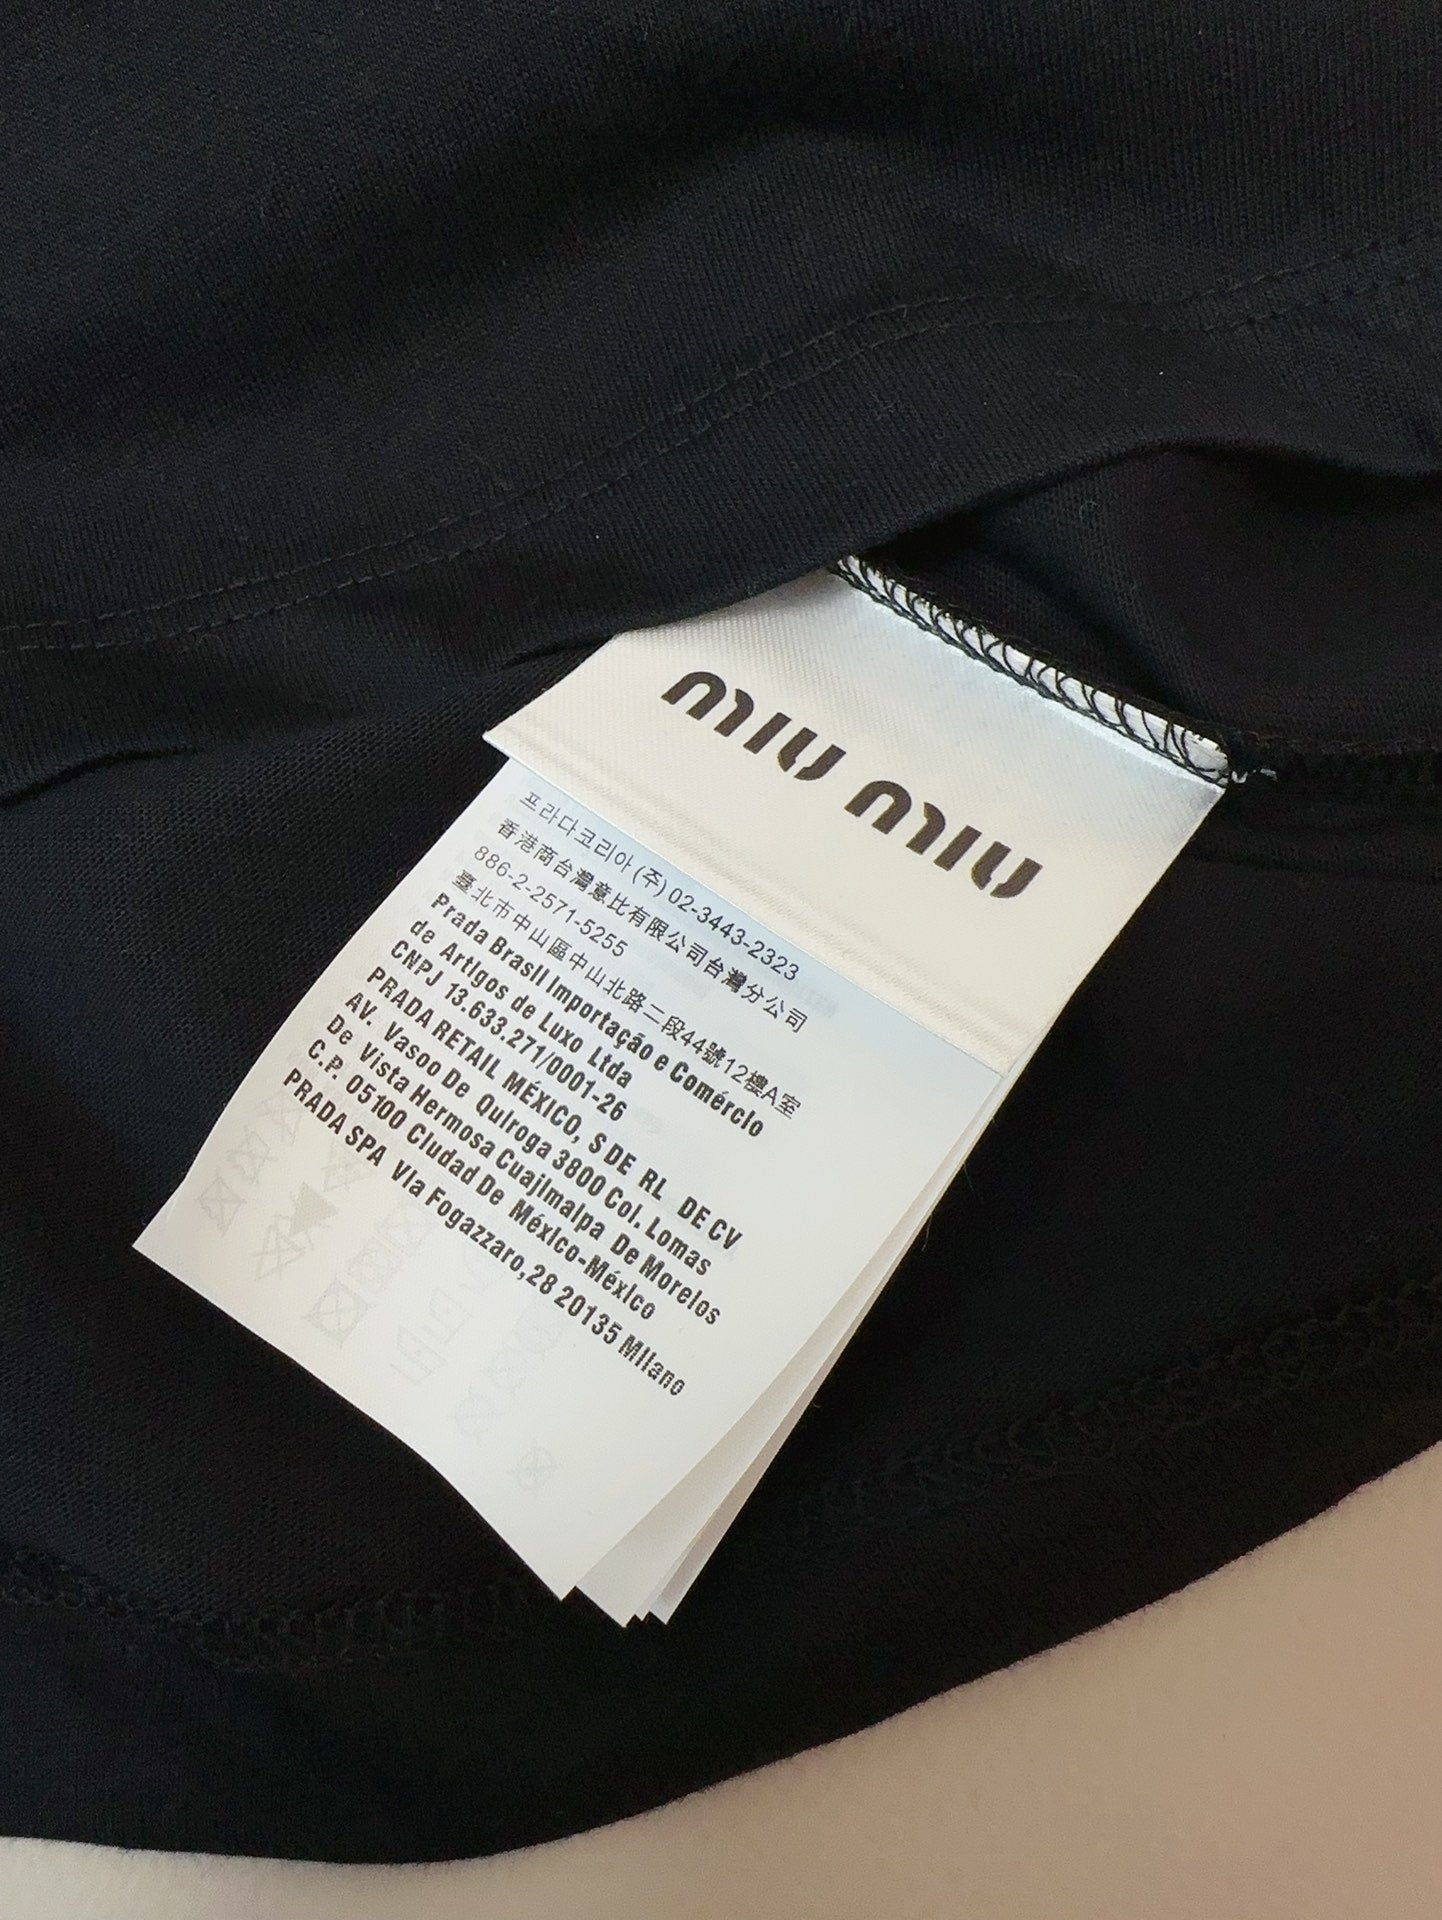 miu miu
프라다코리아 (주) 02-3443-2323
香港商台灣意比有限公司台灣分公司
886-2-2571-5255
臺北市中山區中山北路二段44號12樓A室
Prada Brasil Importação e Comércio
de Artigos de Luxo Ltda
CNPJ 13.633.271/0001-26
PRADA RETAIL MÉXICO, S DE RL DE CV
AV. Vasoo De Quiroga 3800 Col. Lomas
De Vista Hermosa Cuajimalpa De Morelos
C.P. 05100 Ciudad De México-México
PRADA SPA Via Fogazzaro,28 20135 Milano